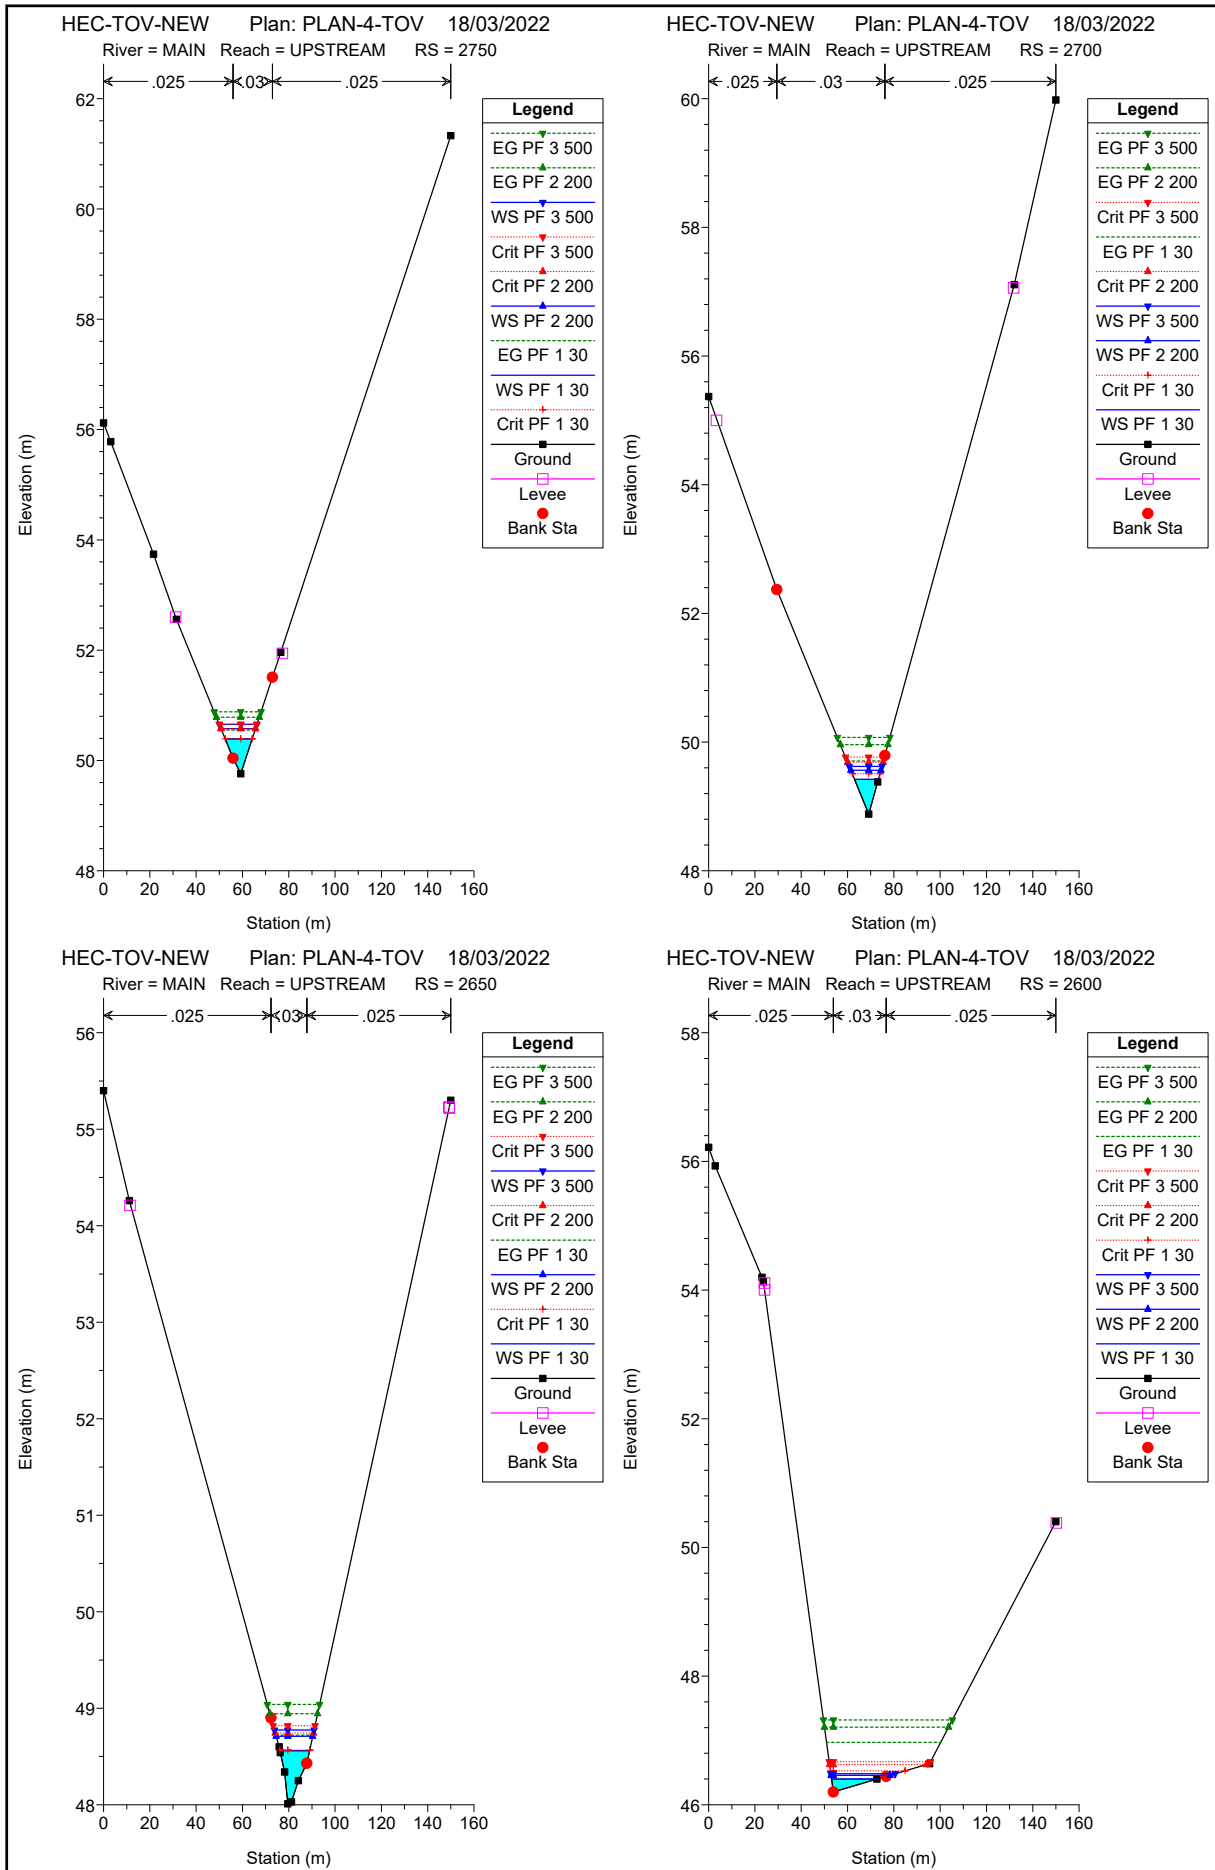 HEC-TOV-NEW Plan: PLAN-4-TOV 18/03/2022
River = MAIN Reach = UPSTREAM RS = 2750
.025 .03 .025
62
60
58
56
54
52
50
48
Elevation (m)
0 20 40 60 80 100 120 140 160
Station (m)
Legend
EG PF 3 500
EG PF 2 200
WS PF 3 500
Crit PF 3 500
Crit PF 2 200
WS PF 2 200
EG PF 1 30
WS PF 1 30
Crit PF 1 30
Ground
Levee
Bank Sta
HEC-TOV-NEW Plan: PLAN-4-TOV 18/03/2022
River = MAIN Reach = UPSTREAM RS = 2700
.025 .03 .025
60
58
56
54
52
50
48
Elevation (m)
0 20 40 60 80 100 120 140 160
Station (m)
Legend
EG PF 3 500
EG PF 2 200
Crit PF 3 500
EG PF 1 30
Crit PF 2 200
WS PF 3 500
WS PF 2 200
Crit PF 1 30
WS PF 1 30
Ground
Levee
Bank Sta
HEC-TOV-NEW Plan: PLAN-4-TOV 18/03/2022
River = MAIN Reach = UPSTREAM RS = 2650
.025 .03 .025
56
55
54
53
52
51
50
49
48
Elevation (m)
0 20 40 60 80 100 120 140 160
Station (m)
Legend
EG PF 3 500
EG PF 2 200
Crit PF 3 500
WS PF 3 500
Crit PF 2 200
EG PF 1 30
WS PF 2 200
Crit PF 1 30
WS PF 1 30
Ground
Levee
Bank Sta
HEC-TOV-NEW Plan: PLAN-4-TOV 18/03/2022
River = MAIN Reach = UPSTREAM RS = 2600
.025 .03 .025
58
56
54
52
50
48
46
Elevation (m)
0 20 40 60 80 100 120 140 160
Station (m)
Legend
EG PF 3 500
EG PF 2 200
EG PF 1 30
Crit PF 3 500
Crit PF 2 200
Crit PF 1 30
WS PF 3 500
WS PF 2 200
WS PF 1 30
Ground
Levee
Bank Sta